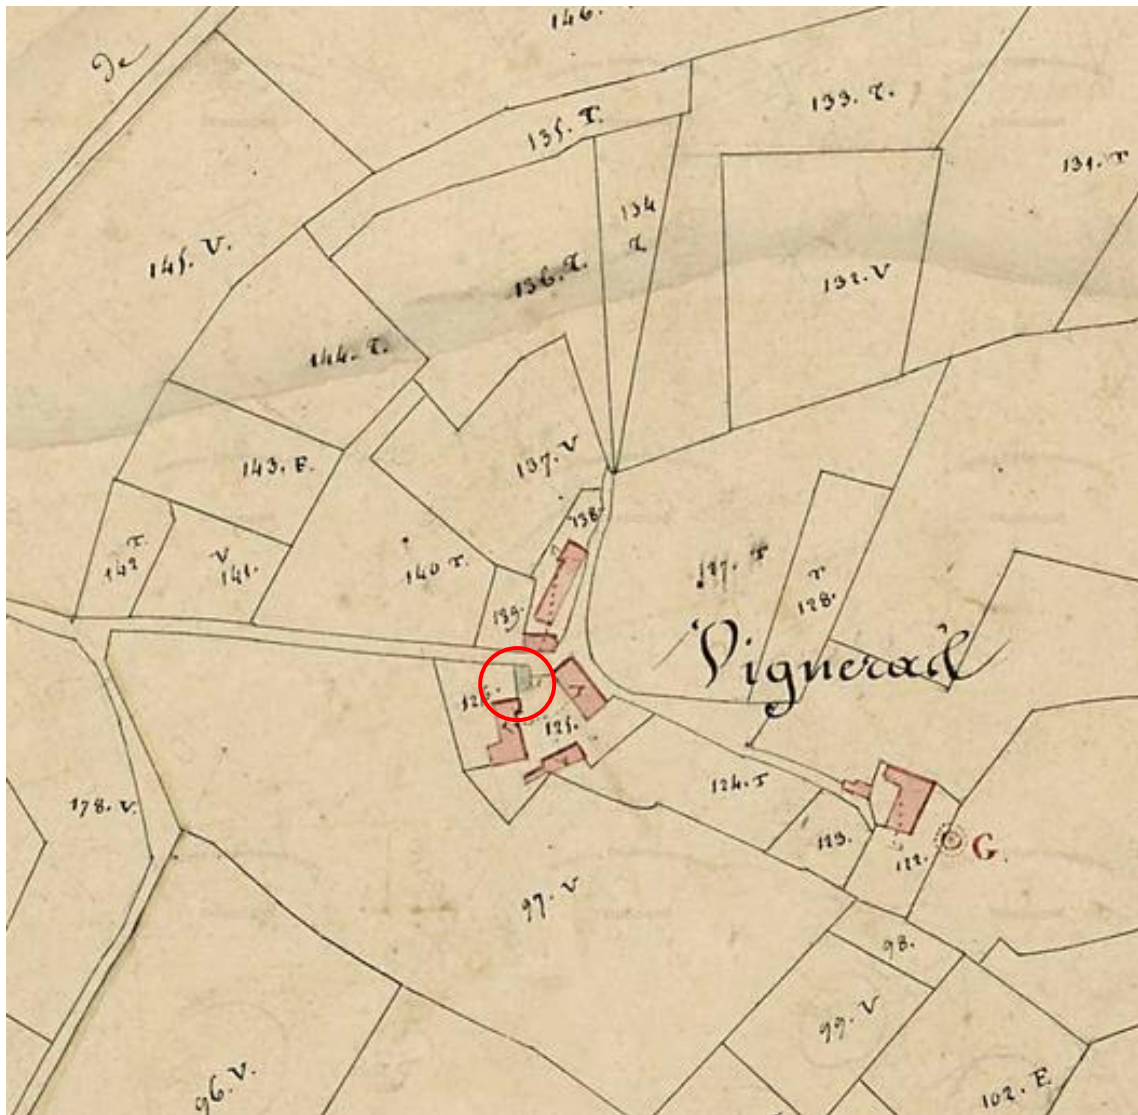 de
146.
135. T.
133. T.
131. T
134
T.
145. V.
136. T.
132. V
144. T.
143. E.
137. V
138.
T.
142
V
141.
140 T.
139.
127. T
T
128.
Vignerail
126.
125.
124. T
178. V.
123.
122.
G.
97. V
98.
99. V
96. V.
102. E